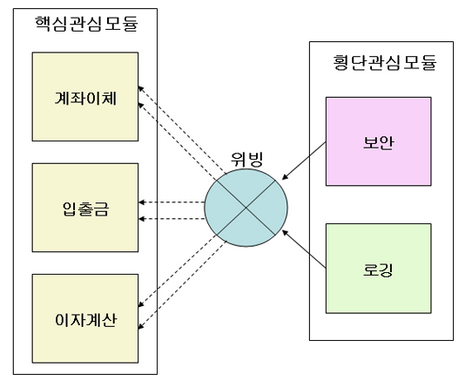 핵심관심모듈
계좌이체
입출금
이자계산
위빙
횡단관심모듈
보안
로깅